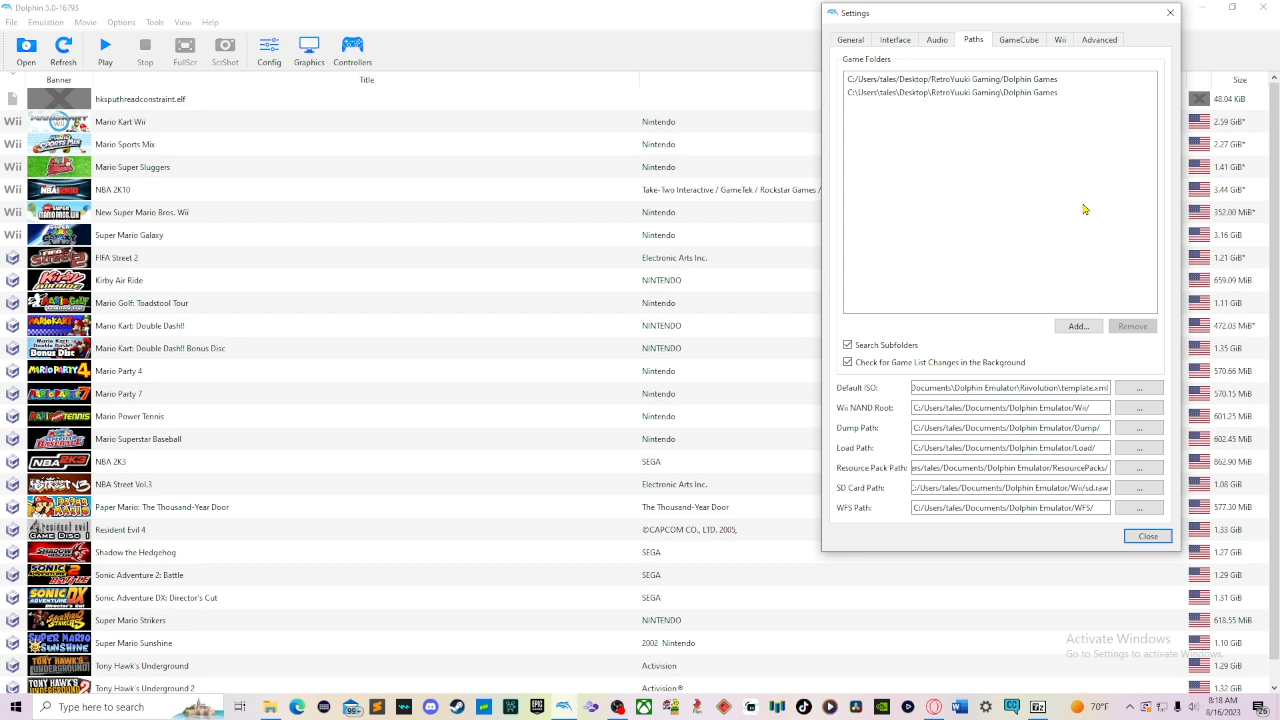 Dolphin 5.0-16793
File Emulation Movie Options Tools View Help
Open Refresh Play Stop FullScr ScrShot Config Graphics Controllers
Banner Title Size
hksputhreadconstraint.elf 48.04 KiB
Wii Mario Kart Wii Nintendo 2.59 GiB*
Wii Mario Sports Mix Nintendo 2.27 GiB*
Wii Mario Super Sluggers Nintendo 1.41 GiB*
Wii NBA 2K10 Take-Two Interactive / GameTek / Rockstar Games / 3.44 GiB*
Wii New Super Mario Bros. Wii Nintendo 352.00 MiB*
Wii Super Mario Galaxy Nintendo 3.16 GiB
FIFA Street 2 Electronic Arts Inc. 1.21 GiB*
Kirby Air Ride NINTENDO 659.09 MiB
Mario Golf: Toadstool Tour Nintendo 1.11 GiB
Mario Kart: Double Dash!! NINTENDO 472.03 MiB*
Mario Kart: Double Dash!! Bonus Disc NINTENDO 1.35 GiB
Mario Party 4 NINTENDO 570.66 MiB
Mario Party 7 NINTENDO 570.15 MiB
Mario Power Tennis Nintendo 601.25 MiB
Mario Superstar Baseball Nintendo 602.45 MiB
NBA 2K3 SEGA 862.90 MiB
NBA Street Vol.3 Electronic Arts Inc. 1.08 GiB
Paper Mario: The Thousand-Year Door The Thousand-Year Door 577.30 MiB
Resident Evil 4 ©CAPCOM CO., LTD. 2005, 1.33 GiB
Shadow the Hedgehog SEGA 1.27 GiB
Sonic Adventure 2: Battle SEGA 1.29 GiB
Sonic Adventure DX: Director's Cut SEGA 1.31 GiB
Super Mario Strikers NINTENDO 618.55 MiB
Super Mario Sunshine 2002 Nintendo GiB
Tony Hawk's Underground Activision 1.29 GiB
Tony Hawk's Underground 2 Activision® 1.32 GiB
Settings
General Interface Audio Paths GameCube Wii Advanced
Game Folders
C:/Users/tales/Desktop/RetroYuuki Gaming/Dolphin Games
C:\Users\tales\Desktop\RetroYuuki Gaming\Dolphin Games
Add... Remove
Search Subfolders
Check for Game List Changes in the Background
Default ISO: Documents\Dolphin Emulator\Riivolution\template.xml ...
Wii NAND Root: C:/Users/tales/Documents/Dolphin Emulator/Wii/ ...
Dump Path: C:/Users/tales/Documents/Dolphin Emulator/Dump/ ...
Load Path: C:/Users/tales/Documents/Dolphin Emulator/Load/ ...
Resource Pack Path: ers/tales/Documents/Dolphin Emulator/ResourcePacks/ ...
SD Card Path: C:/Users/tales/Documents/Dolphin Emulator/Wii/sd.raw ...
WFS Path: C:/Users/tales/Documents/Dolphin Emulator/WFS/ ...
Close
Activate Windows
Go to Settings to activate Windows.
Type here to search 99+ 70°F 8:18 AM
8/16/2023 26